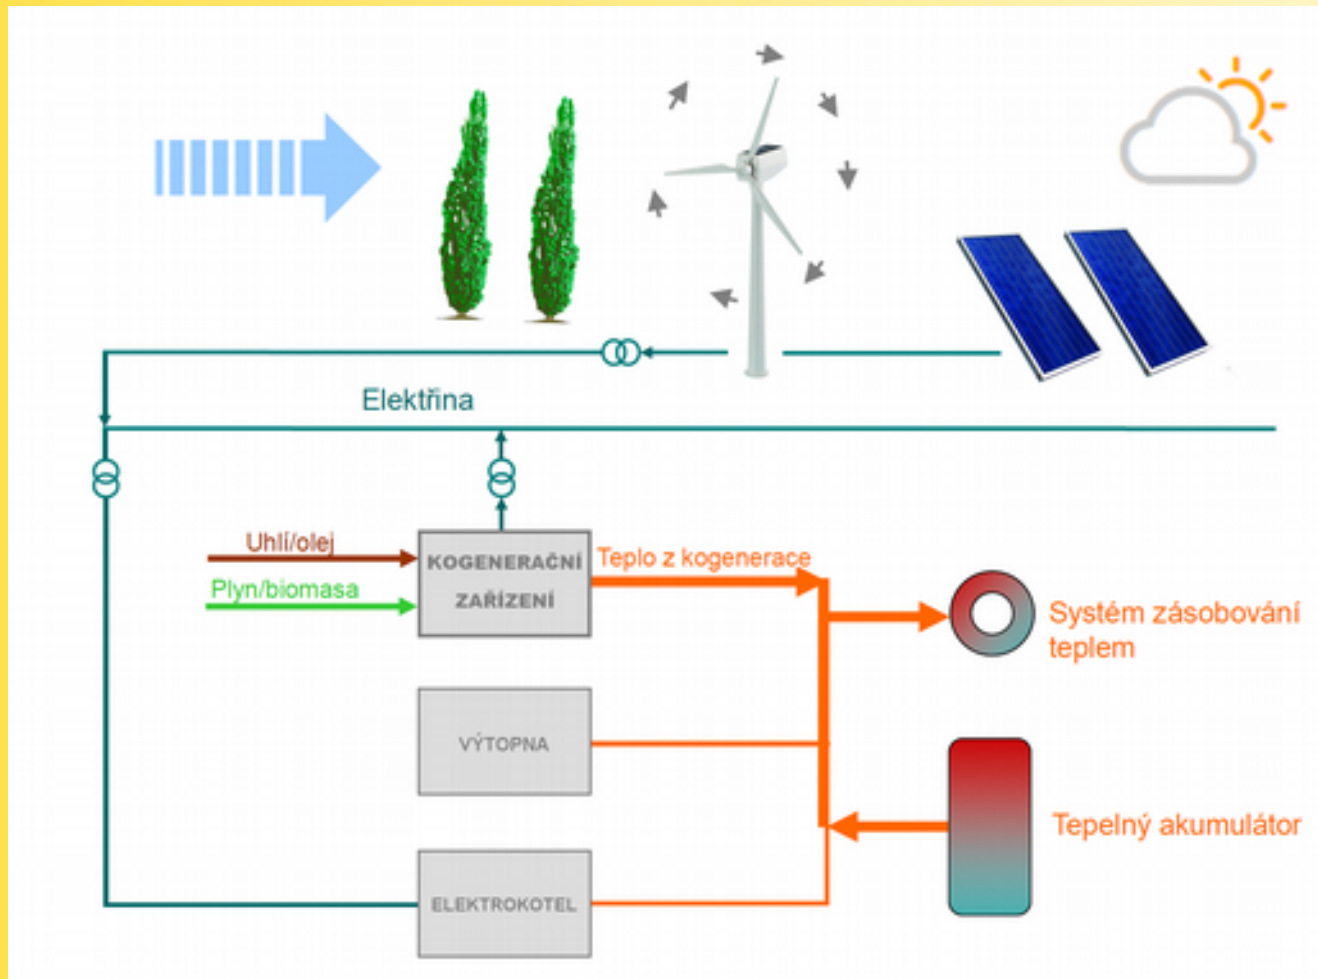 Elektřina
Uhlí/olej
Plyn/biomasa
KOGENERAČNÍ
ZAŘÍZENÍ
Teplo z kogenerace
Systém zásobování
teplem
VÝTOPNA
Tepelný akumulátor
ELEKTROKOTEL